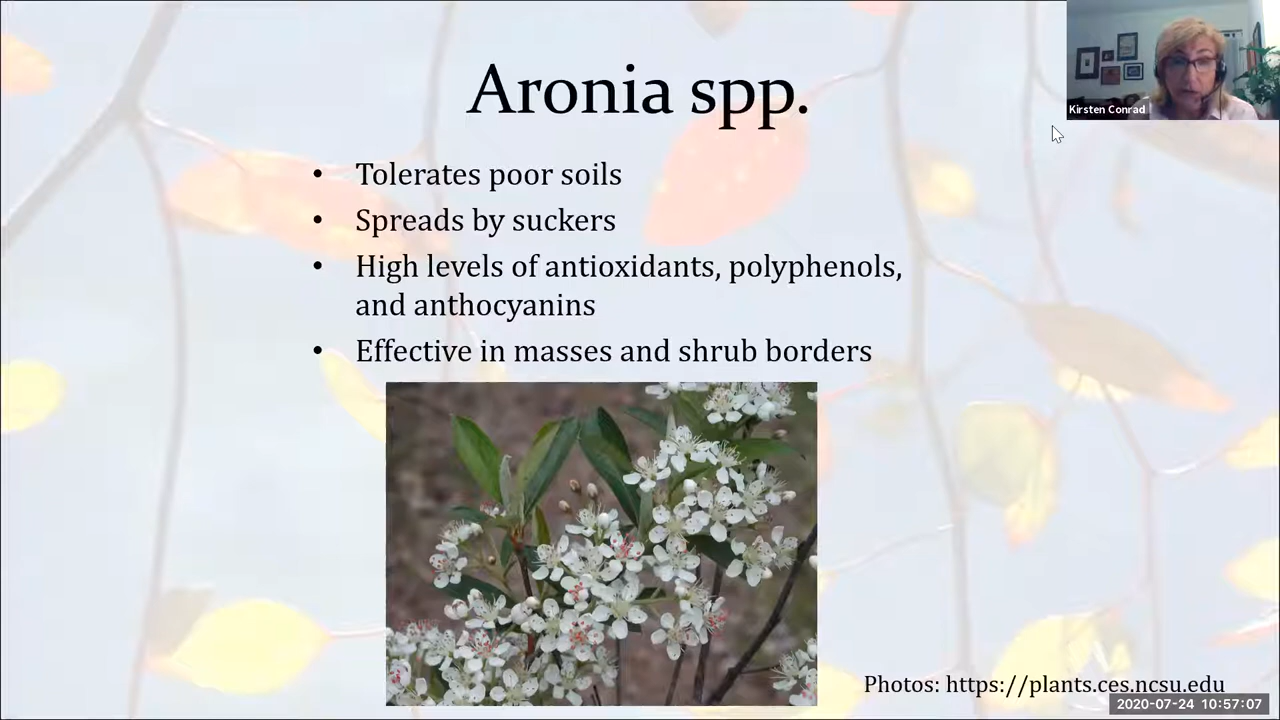 Aronia spp.
Kirsten Conrad
• Tolerates poor soils
• Spreads by suckers
• High levels of antioxidants, polyphenols,
and anthocyanins
• Effective in masses and shrub borders
Photos: https://plants.ces.ncsu.edu
2020-07-24 10:57:07